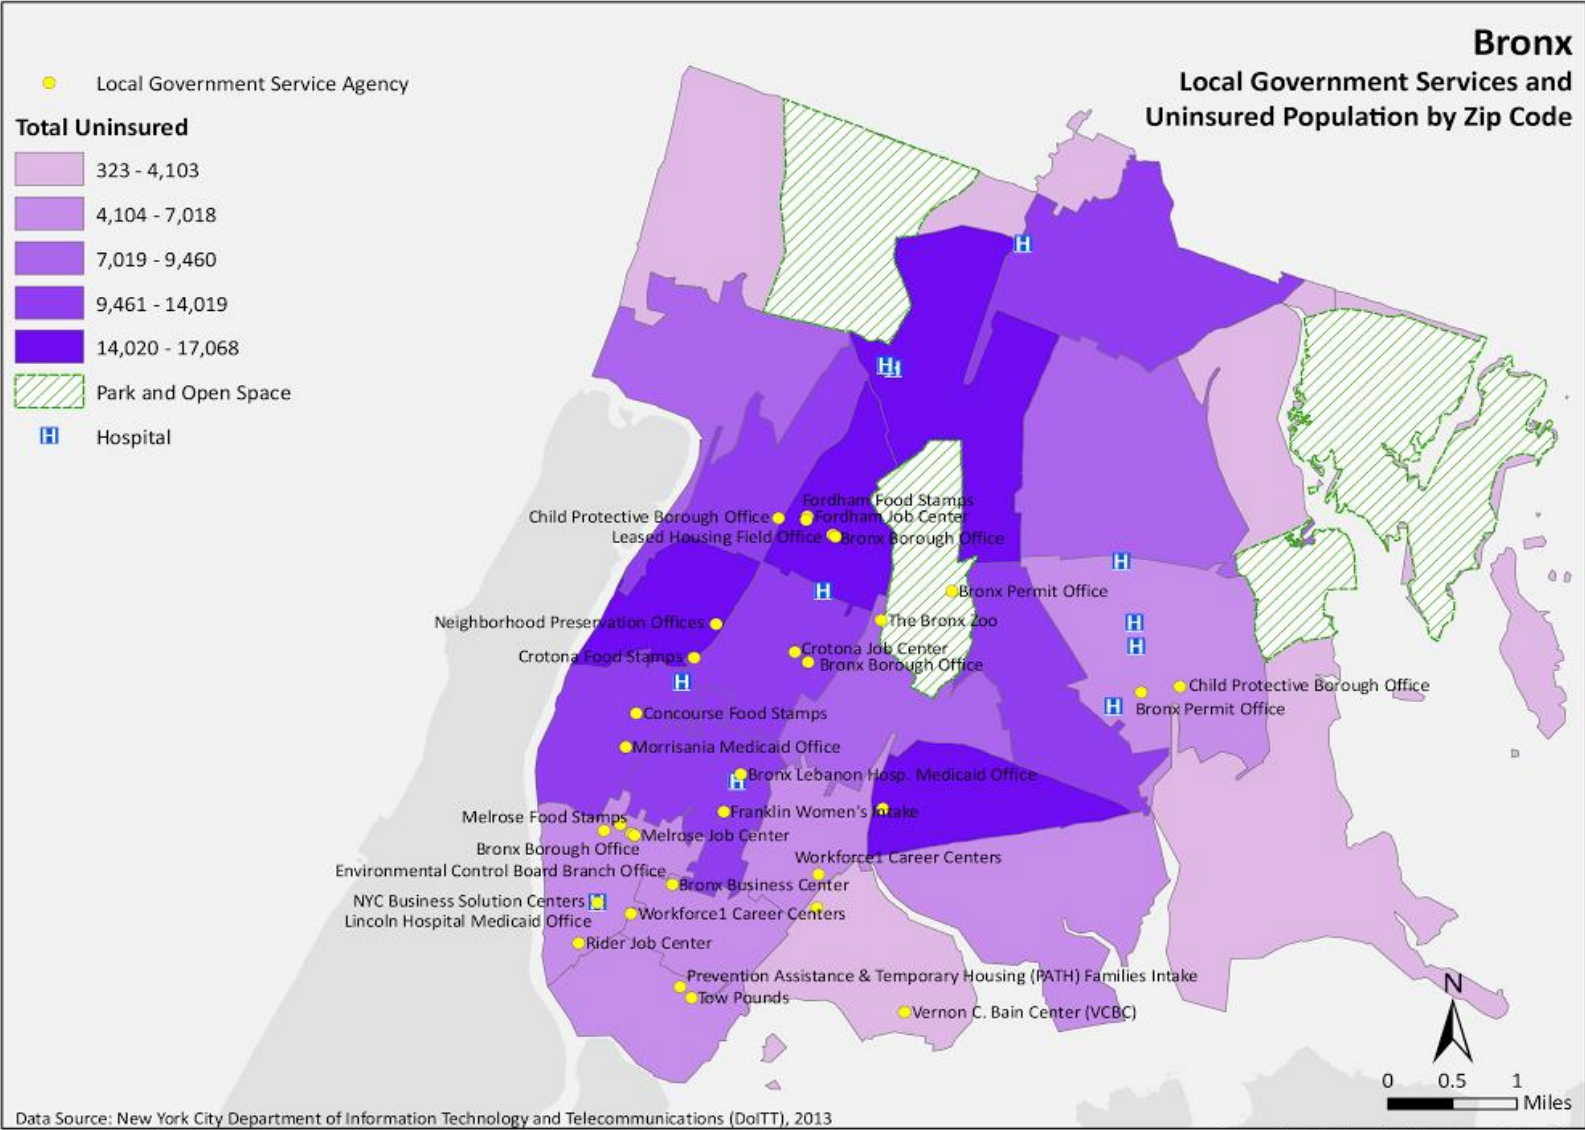 Bronx
Local Government Services and
Uninsured Population by Zip Code
Local Government Service Agency
Total Uninsured
323 - 4,103
4,104 - 7,018
7,019 - 9,460
9,461 - 14,019
14,020 - 17,068
Park and Open Space
H Hospital
H
H
H
Fordham Food Stamps
Child Protective Borough Office
Fordham Job Center
Leased Housing Field Office
Bronx Borough Office
H
H
Bronx Permit Office
Neighborhood Preservation Offices
The Bronx Zoo
H
H
Crotona Food Stamps
Crotona Job Center
Bronx Borough Office
H
Child Protective Borough Office
H
Bronx Permit Office
Concourse Food Stamps
Morrisania Medicaid Office
Bronx Lebanon Hosp. Medicaid Office
H
Franklin Women's Intake
Melrose Food Stamps
Melrose Job Center
Bronx Borough Office
Workforce1 Career Centers
Environmental Control Board Branch Office
Bronx Business Center
NYC Business Solution Centers
H
Workforce1 Career Centers
Lincoln Hospital Medicaid Office
Rider Job Center
Prevention Assistance & Temporary Housing (PATH) Families Intake
Tow Pounds
Vernon C. Bain Center (VCBC)
N
0 0.5 1
Miles
Data Source: New York City Department of Information Technology and Telecommunications (DoITT), 2013